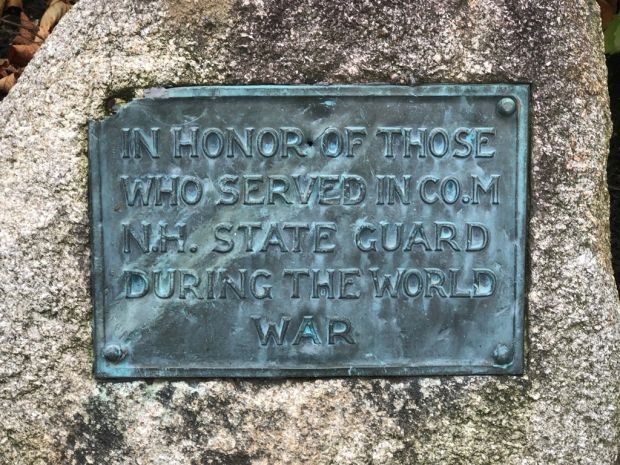 IN HONOR OF THOSE
WHO SERVED IN CO.M
N.H. STATE GUARD
DURING THE WORLD
WAR